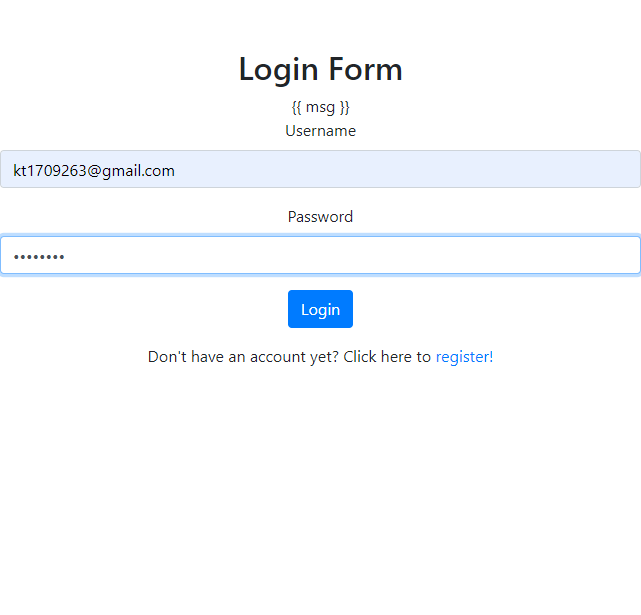 Login Form
{{ msg }}
Username
kt1709263@gmail.com
Password
••••••••
Login
Don't have an account yet? Click here to register!